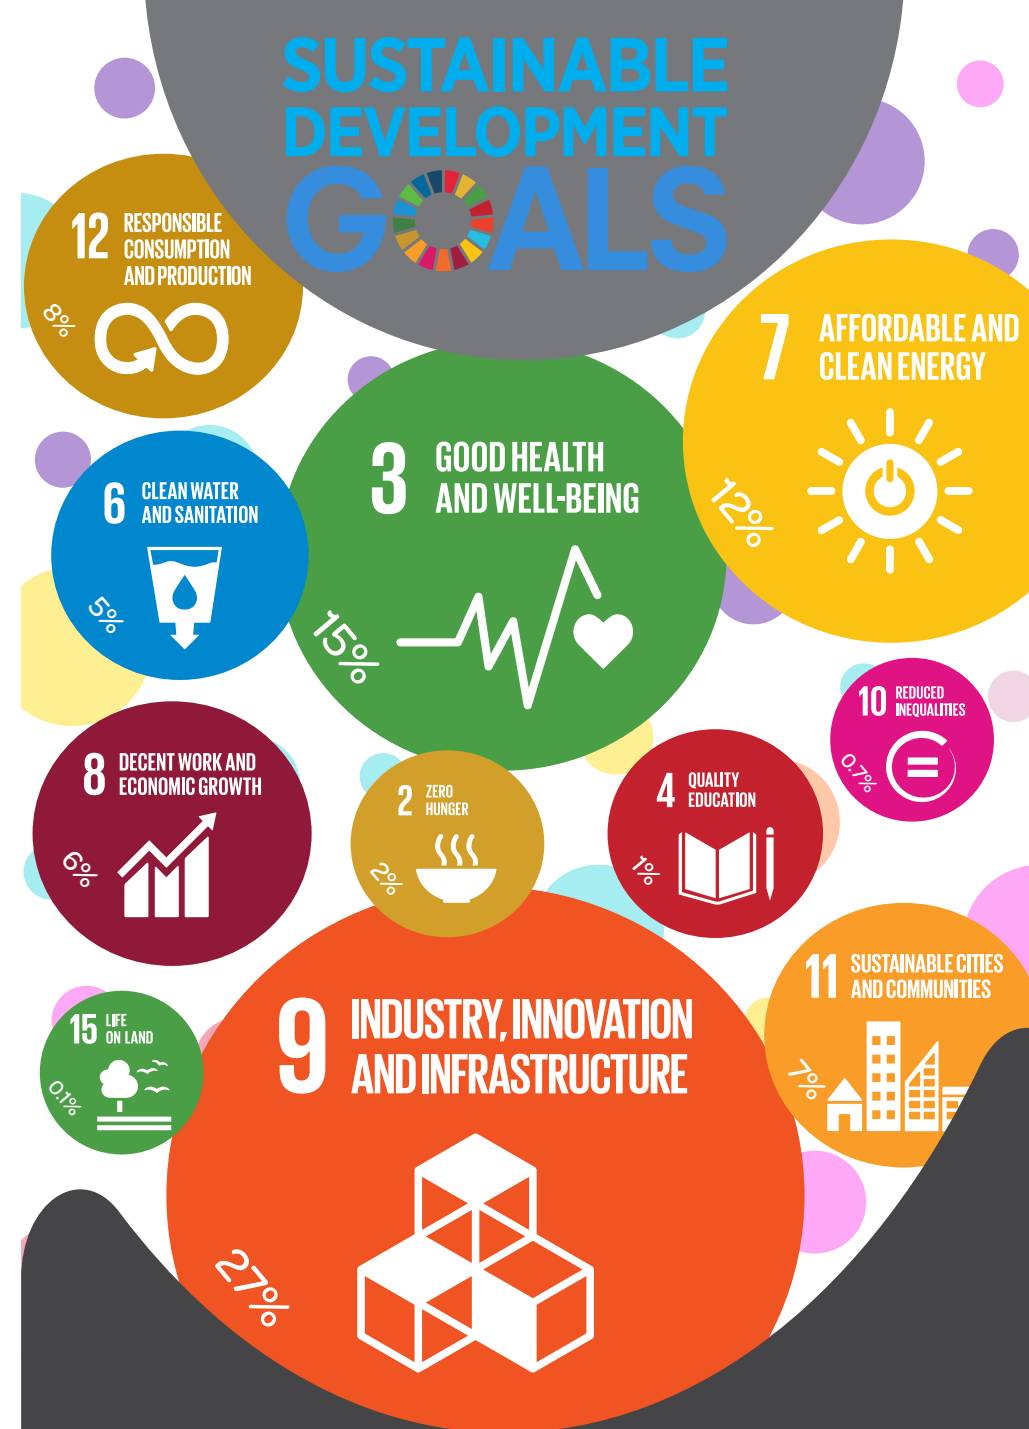 SUSTAINABLE
DEVELOPMENT
GOALS
12 RESPONSIBLE
CONSUMPTION
AND PRODUCTION
8%
7 AFFORDABLE AND
CLEAN ENERGY
12%
3 GOOD HEALTH
AND WELL-BEING
15%
6 CLEAN WATER
AND SANITATION
5%
10 REDUCED
INEQUALITIES
0.7%
8 DECENT WORK AND
ECONOMIC GROWTH
6%
2 ZERO
HUNGER
2%
4 QUALITY
EDUCATION
1%
11 SUSTAINABLE CITIES
AND COMMUNITIES
7%
15 LIFE
ON LAND
0.1%
9 INDUSTRY, INNOVATION
AND INFRASTRUCTURE
27%